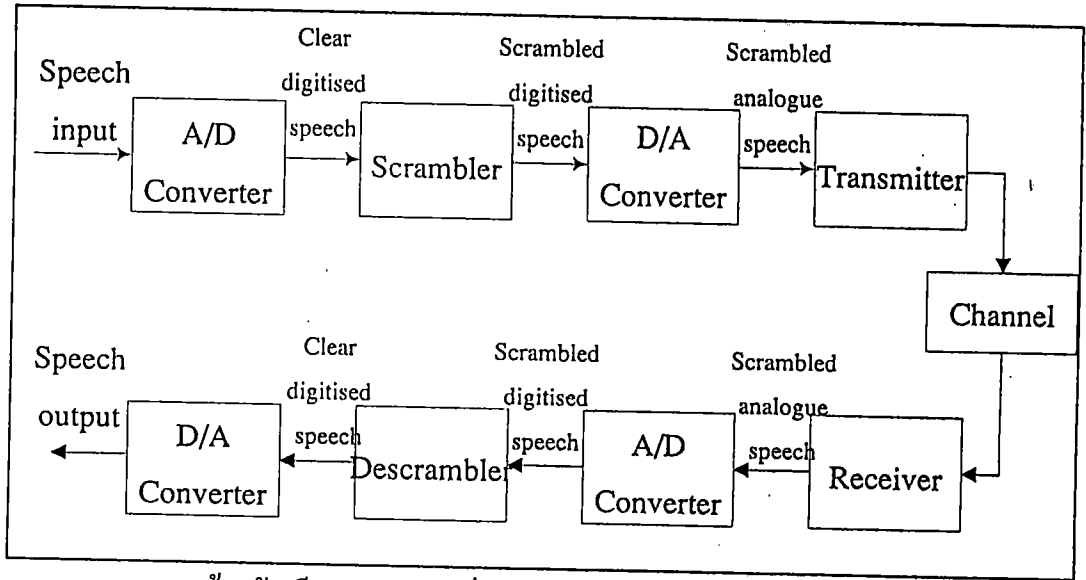 Clear
Scrambled
Scrambled
Speech
digitised
digitised
analogue
input
A/D
speech
speech
D/A
speech
Converter
Scrambler
Converter
Transmitter
Channel
Speech
Clear
Scrambled
Scrambled
digitised
digitised
analogue
output
D/A
speech
speech
A/D
speech
Converter
Descrambler
Converter
Receiver